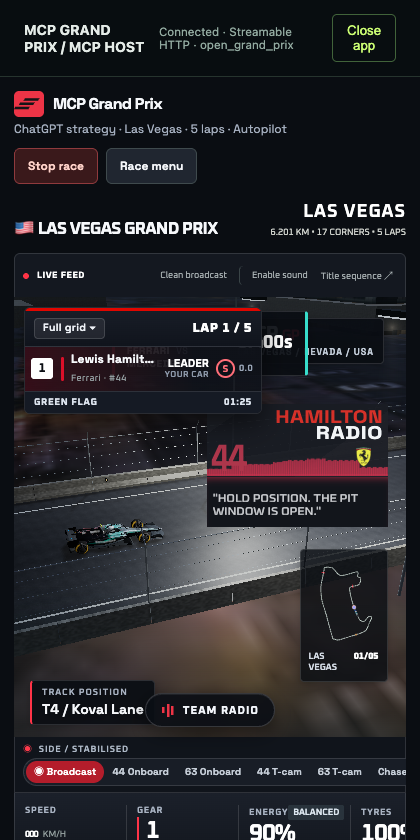 MCP GRAND
PRIX / MCP HOST
Connected · Streamable
HTTP · open_grand_prix
Close
app
MCP Grand Prix
ChatGPT strategy · Las Vegas · 5 laps · Autopilot
Stop race
Race menu
LAS VEGAS GRAND PRIX
LAS VEGAS
6.201 KM • 17 CORNERS • 5 LAPS
LIVE FEED
Clean broadcast
Enable sound
Title sequence ↗
Full grid
LAP 1 / 5
1
Lewis Hamilt...
Ferrari · #44
LEADER
YOUR CAR
S
0.0
GREEN FLAG
01:25
00s
NEVADA / USA
HAMILTON
RADIO
44
"HOLD POSITION. THE PIT
WINDOW IS OPEN."
LAS
VEGAS
01/05
TRACK POSITION
T4 / Koval Lane
TEAM RADIO
SIDE / STABILISED
Broadcast
44 Onboard
63 Onboard
44 T-cam
63 T-cam
Chase
SPEED
000 KM/H
GEAR
1
ENERGY BALANCED
90%
TYRES
100%